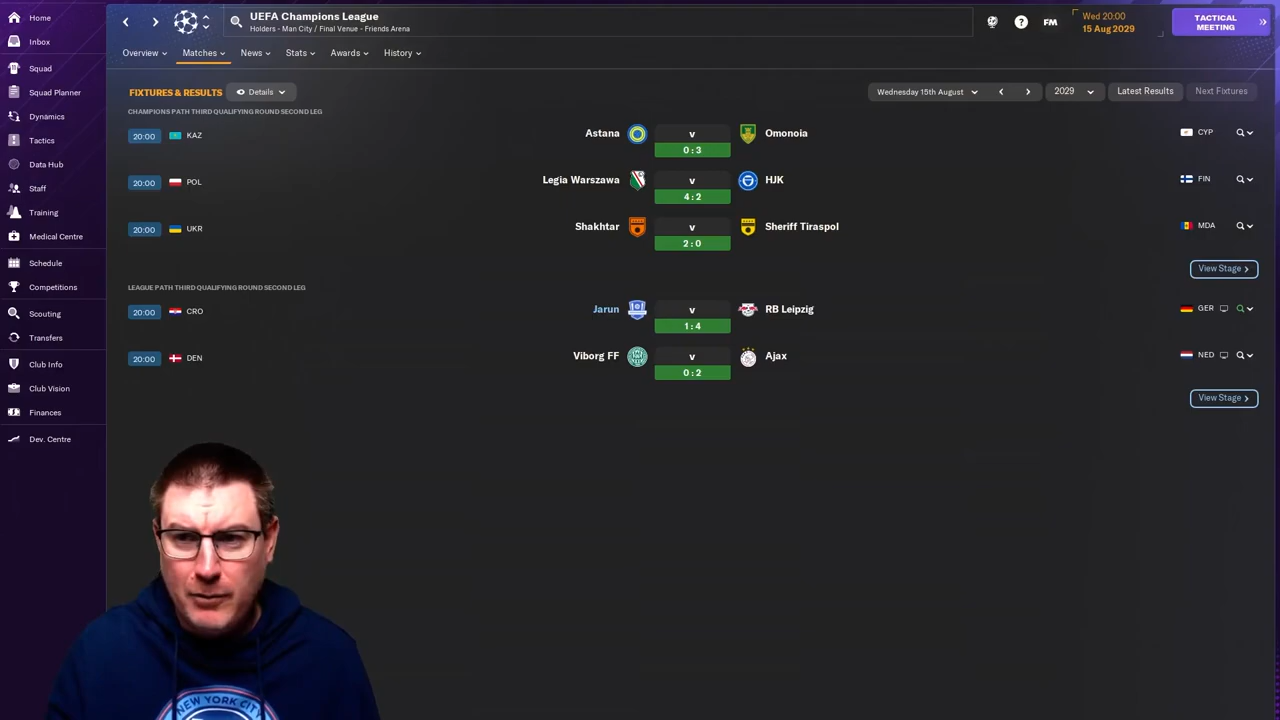 Home
Inbox
Squad
Squad Planner
Dynamics
Tactics
Data Hub
Staff
Training
Medical Centre
Schedule
Competitions
Scouting
Transfers
Club Info
Club Vision
Finances
Dev. Centre
UEFA Champions League
Holders - Man City / Final Venue - Friends Arena
FM
Wed 20:00
15 Aug 2029
TACTICAL MEETING
Overview Matches News Stats Awards History
FIXTURES & RESULTS Details Wednesday 15th August 2029 Latest Results Next Fixtures
CHAMPIONS PATH THIRD QUALIFYING ROUND SECOND LEG
20:00 KAZ Astana v Omonoia CYP
0 : 3
20:00 POL Legia Warszawa v HJK FIN
4 : 2
20:00 UKR Shakhtar v Sheriff Tiraspol MDA
2 : 0
View Stage
LEAGUE PATH THIRD QUALIFYING ROUND SECOND LEG
20:00 CRO Jarun v RB Leipzig GER
1 : 4
20:00 DEN Viborg FF v Ajax NED
0 : 2
View Stage
NEW YORK CITY